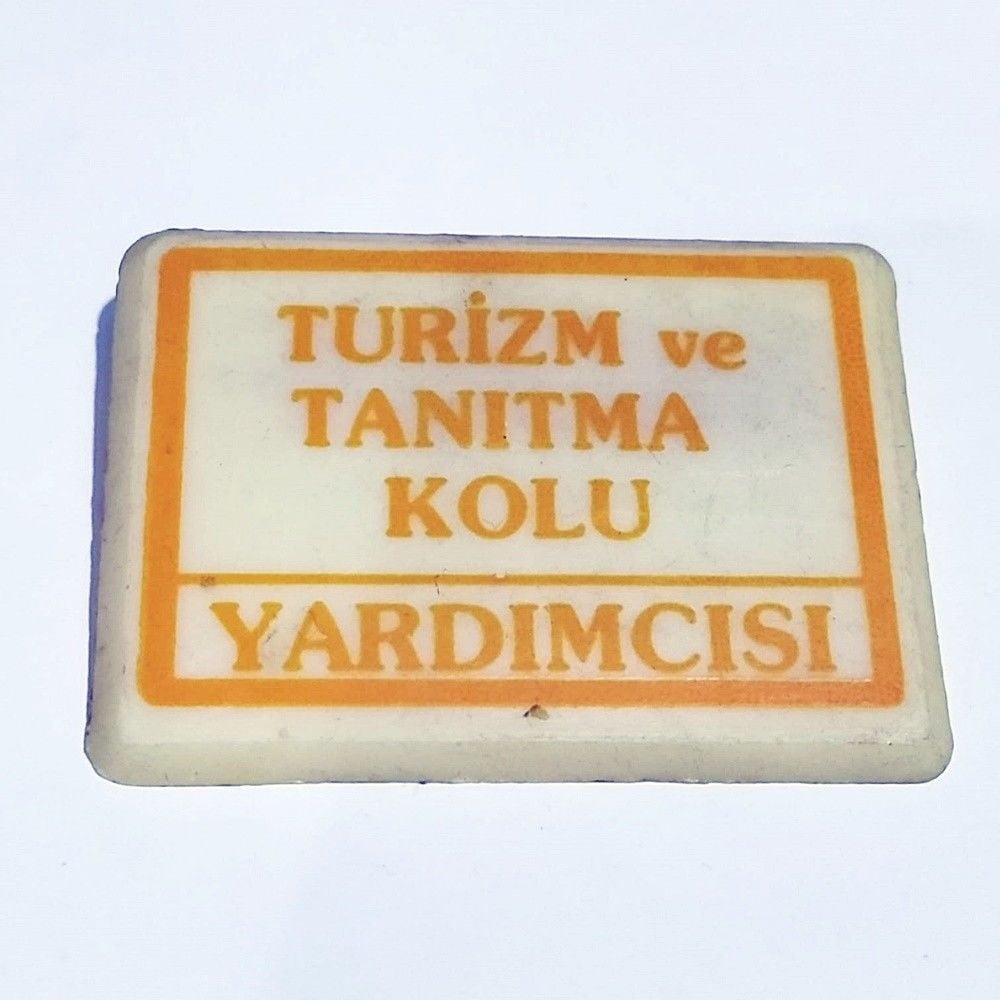 TURİZM ve
TANITMA
KOLU
YARDIMCISI